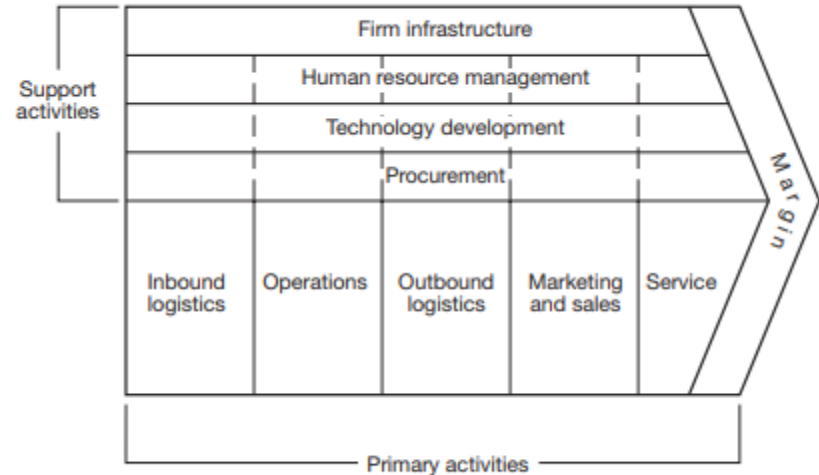 Firm infrastructure
Human resource management
Technology development
Procurement
Support
activities
Inbound
logistics
Operations
Outbound
logistics
Marketing
and sales
Service
Margin
Primary activities